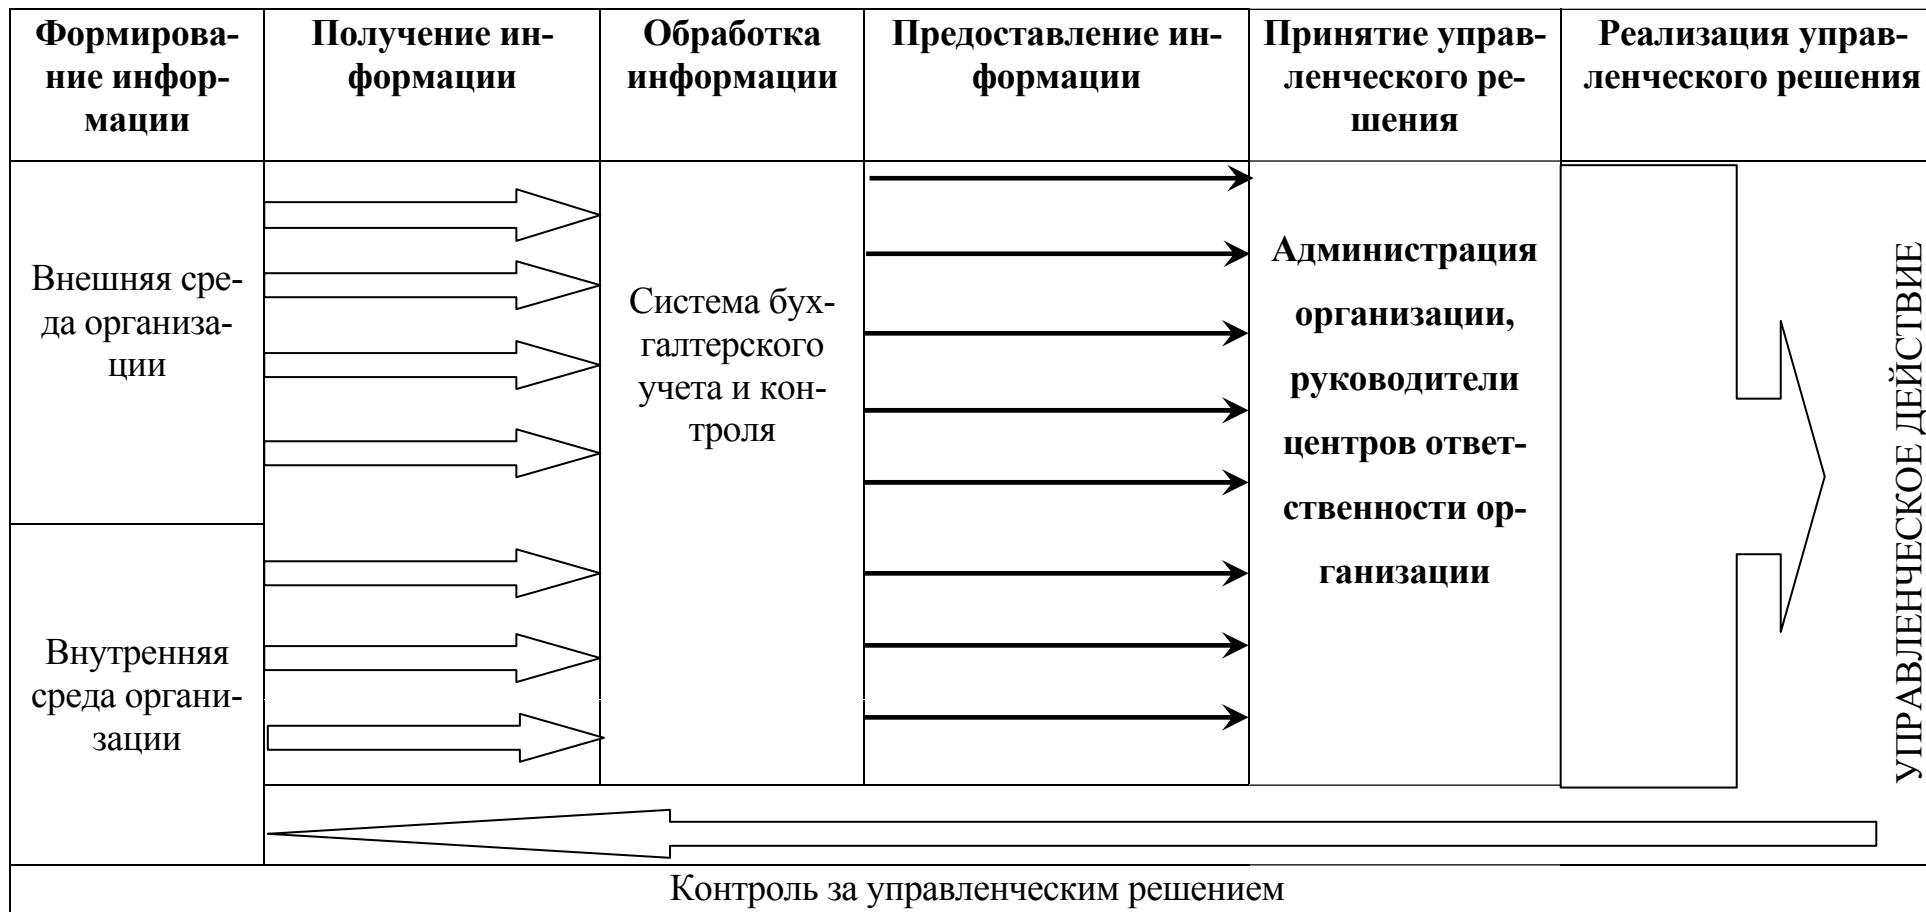 Формирова-
ние инфор-
мации
Получение ин-
формации
Обработка
информации
Предоставление ин-
формации
Принятие управ-
ленческого ре-
шения
Реализация управ-
ленческого решения
Внешняя сре-
да организа-
ции
Внутренняя
среда органи-
зации
Система бух-
галтерского
учета и кон-
троля
Администрация
организации,
руководители
центров ответ-
ственности ор-
ганизации
УПРАВЛЕНЧЕСКОЕ ДЕЙСТВИЕ
Контроль за управленческим решением